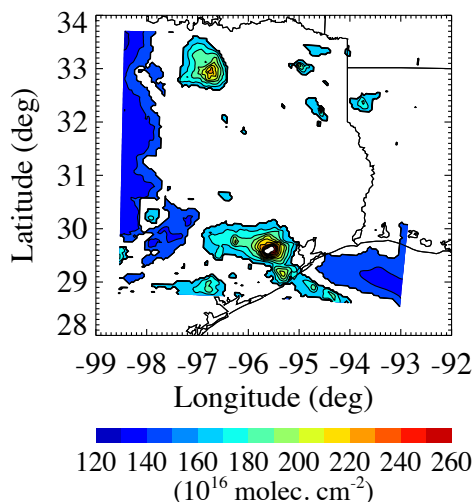 34
33
32
31
30
29
28
Latitude (deg)
-99 -98 -97 -96 -95 -94 -93 -92
Longitude (deg)
120 140 160 180 200 220 240 260
(10¹⁶ molec. cm⁻²)